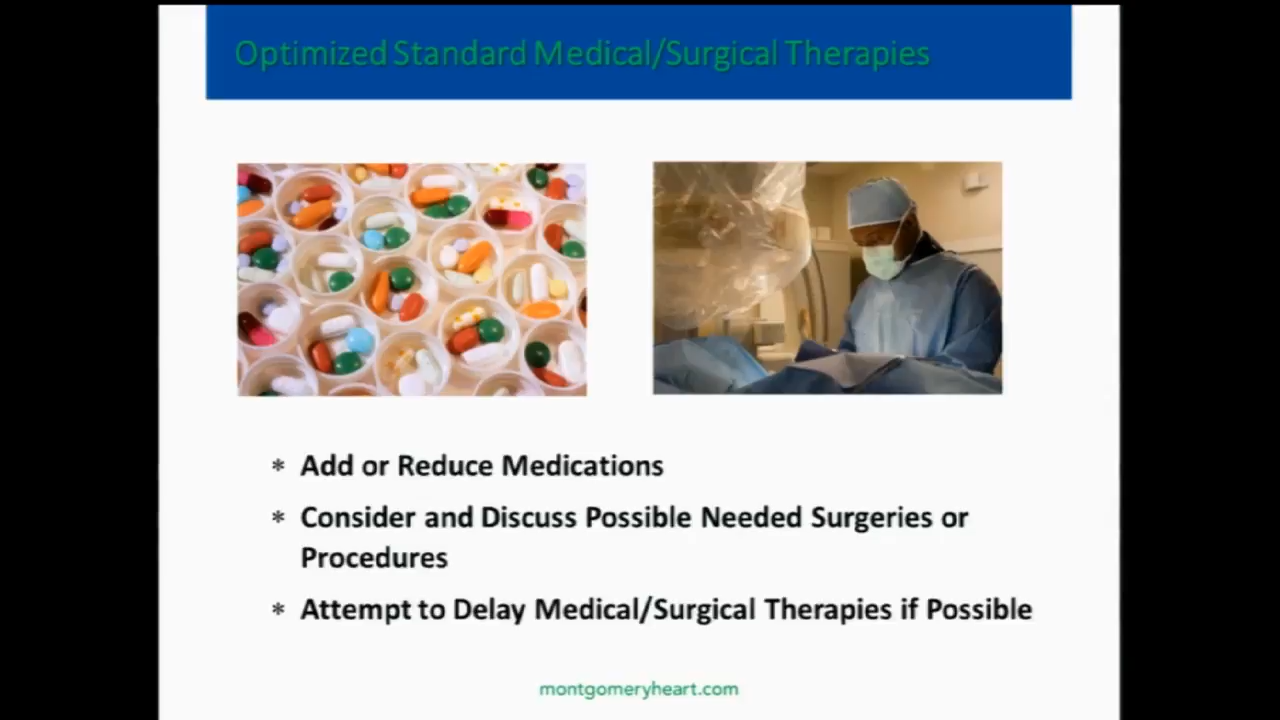 Optimized Standard Medical/Surgical Therapies
* Add or Reduce Medications
* Consider and Discuss Possible Needed Surgeries or
Procedures
* Attempt to Delay Medical/Surgical Therapies if Possible
montgomeryheart.com